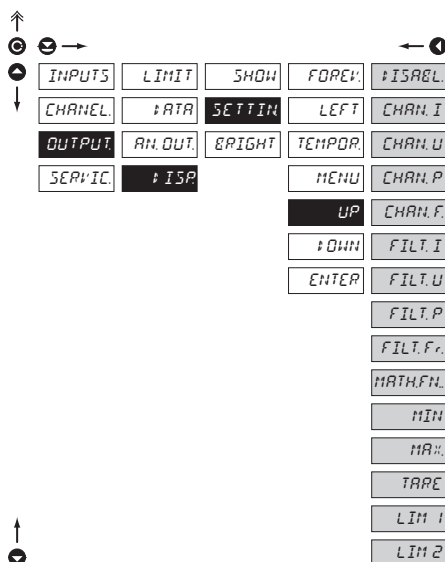 INPUTS LIMIT SHOW FOREV. DISABL.
CHANEL. DATA SETTIN LEFT CHAN. I
OUTPUT. AN. OUT. BRIGHT TEMPOR. CHAN. U
SERVIC. DISP. MENU CHAN. P
UP CHAN. F.
DOWN FILT. I
ENTER FILT. U
FILT. P
FILT. Fr.
MATH.FN..
MIN
MAX.
TARE
LIM 1
LIM 2